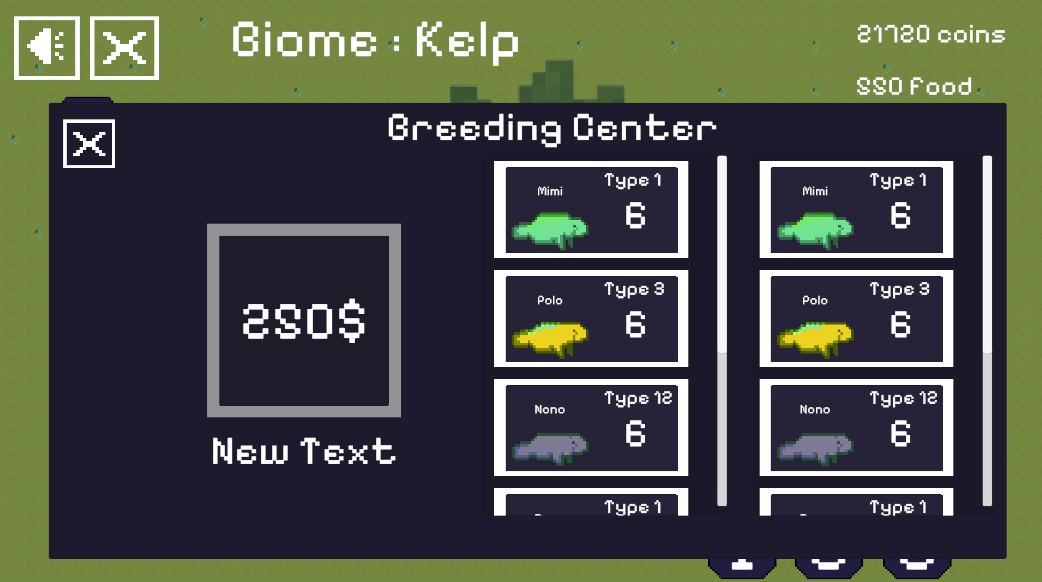 Biome : Kelp
21720 coins
550 food
Breeding Center
250$
New Text
Mimi
Type 1
6
Polo
Type 3
6
Nono
Type 12
6
Type 1
Mimi
Type 1
6
Polo
Type 3
6
Nono
Type 12
6
Type 1